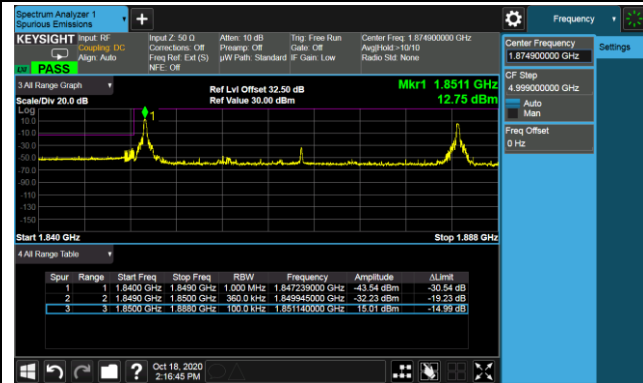 Spectrum Analyzer 1
Spurious Emissions
Frequency
KEYSIGHT Input: RF Input Z: 50 Ω Atten: 10 dB Trig: Free Run Center Freq: 1.874900000 GHz
Coupling: DC Corrections: Off Preamp: Off Gate: Off Avg|Hold:>10/10
Align: Auto Freq Ref: Ext (S) µW Path: Standard IF Gain: Low Radio Std: None
NFE: Off
LXI PASS
Center Frequency
1.874900000 GHz
Settings
CF Step
4.999000000 GHz
Auto
Man
Freq Offset
0 Hz
3 All Range Graph
Ref Lvl Offset 32.50 dB
Mkr1 1.8511 GHz
Scale/Div 20.0 dB
Ref Value 30.00 dBm
12.75 dBm
Log
1
10.0
-10.0
-30.0
-50.0
-70.0
-90.0
-110
-130
-150
Start 1.840 GHz
Stop 1.888 GHz
4 All Range Table
Spur Range Start Freq Stop Freq RBW Frequency Amplitude ΔLimit
1 1 1.8400 GHz 1.8490 GHz 1.000 MHz 1.847239000 GHz -43.54 dBm -30.54 dB
2 2 1.8490 GHz 1.8500 GHz 360.0 kHz 1.849945000 GHz -32.23 dBm -19.23 dB
3 3 1.8500 GHz 1.8880 GHz 100.0 kHz 1.851140000 GHz 15.01 dBm -14.99 dB
?
Oct 18, 2020
2:16:45 PM